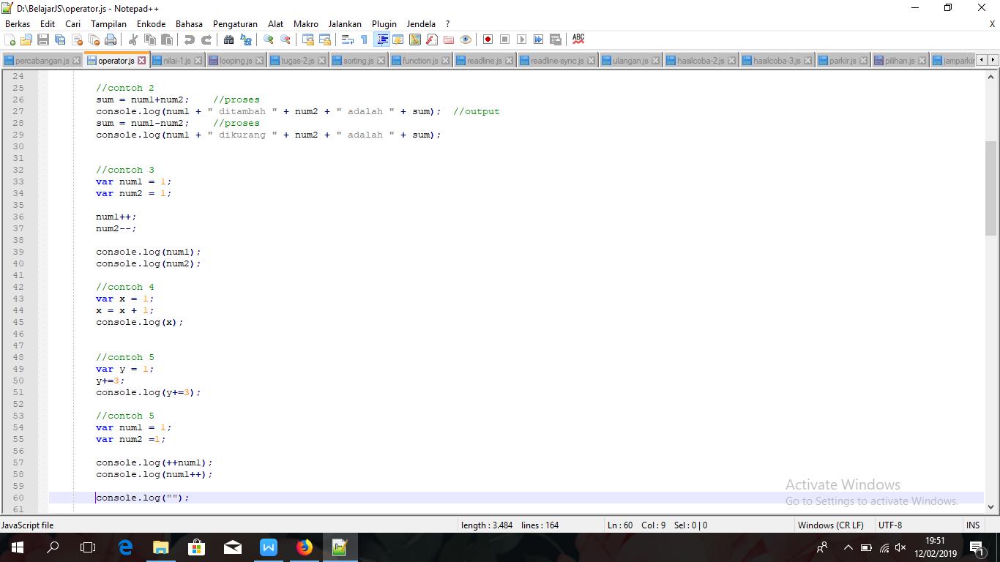 D:\BelajarJS\operator.js - Notepad++
Berkas Edit Cari Tampilan Enkode Bahasa Pengaturan Alat Makro Jalankan Plugin Jendela ? X
percabangan.js operator.js nilai-1.js looping.js tugas-2.js sorting.js function.js readline.js readline-sync.js ulangan.js hasilcoba-2.js hasilcoba-3.js parkir.js pilihan.js jamparkir
24
25 //contoh 2
26 sum = num1+num2; //proses
27 console.log(num1 + " ditambah " + num2 + " adalah " + sum); //output
28 sum = num1-num2; //proses
29 console.log(num1 + " dikurang " + num2 + " adalah " + sum);
30
31
32 //contoh 3
33 var num1 = 1;
34 var num2 = 1;
35
36 num1++;
37 num2--;
38
39 console.log(num1);
40 console.log(num2);
41
42 //contoh 4
43 var x = 1;
44 x = x + 1;
45 console.log(x);
46
47
48 //contoh 5
49 var y = 1;
50 y+=3;
51 console.log(y+=3);
52
53 //contoh 5
54 var num1 = 1;
55 var num2 =1;
56
57 console.log(++num1);
58 console.log(num1++);
59
60 console.log("");
61
Activate Windows
Go to Settings to activate Windows.
JavaScript file length : 3.484 lines : 164 Ln : 60 Col : 9 Sel : 0 | 0 Windows (CR LF) UTF-8 INS
19:51
12/02/2019
1